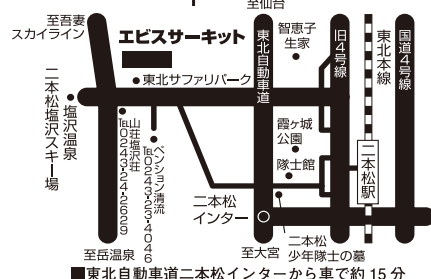 至仙台
至吾妻
スカイライン
エビスサーキット
東北サファリパーク
東北自動車道
智恵子
生家
旧4号線
東北本線
国道4号線
二本松塩沢スキー場
塩沢温泉
山荘塩沢荘
TEL0243-24-2629
ペンション清流
TEL0243-23-4046
霞ヶ城
公園
隊士館
二本松駅
二本松
インター
至岳温泉
至大宮
二本松
少年隊士の墓
■東北自動車道二本松インターから車で約15分